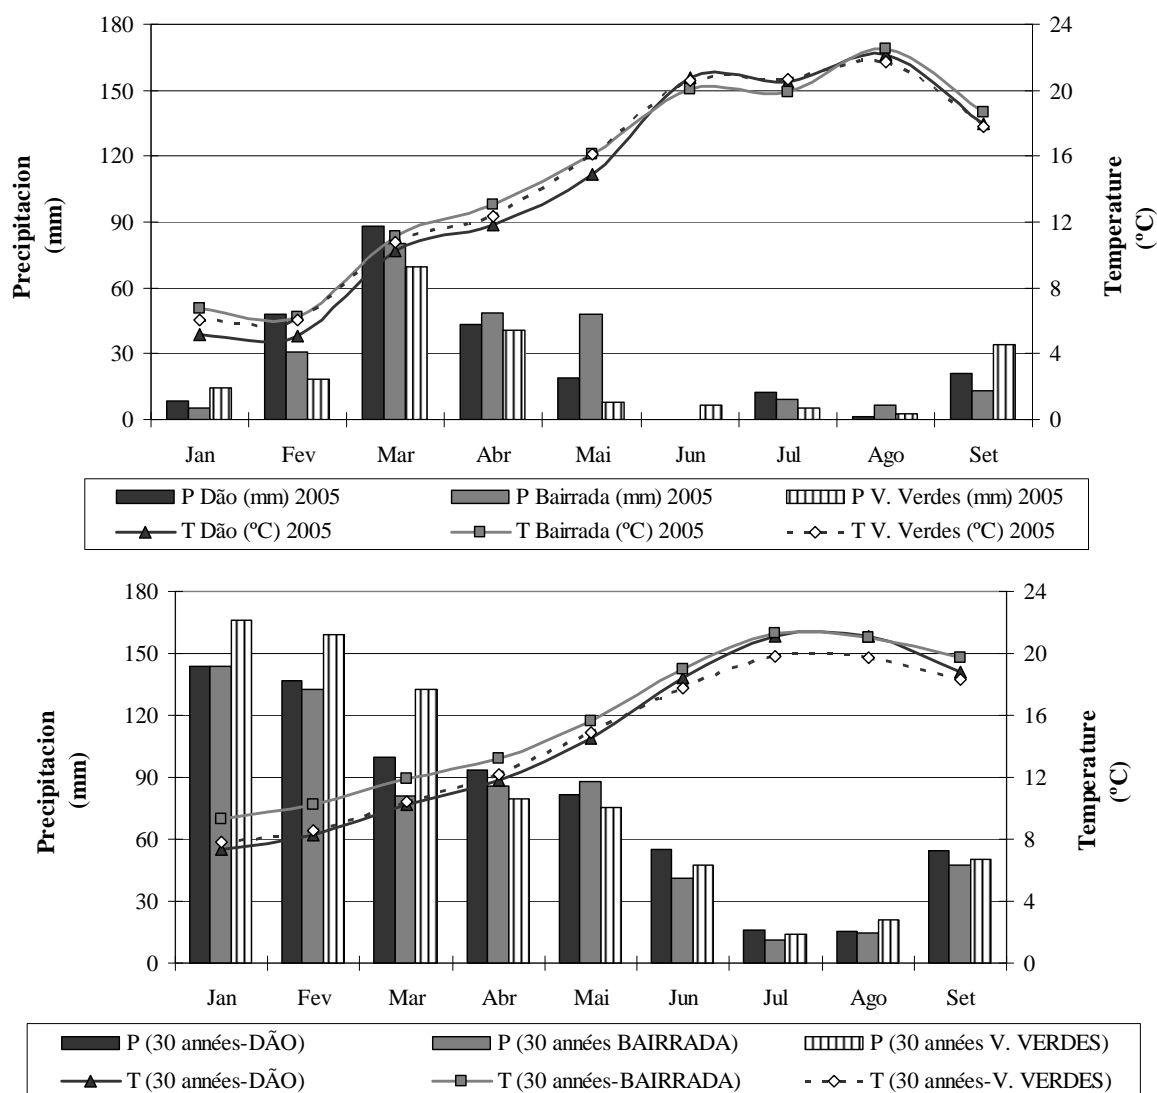 180
150
120
90
60
30
0
24
20
16
12
8
4
0
Precipitacion
(mm)
Temperature
(ºC)
Jan Fev Mar Abr Mai Jun Jul Ago Set
P Dão (mm) 2005 P Bairrada (mm) 2005 P V. Verdes (mm) 2005
T Dão (ºC) 2005 T Bairrada (ºC) 2005 T V. Verdes (ºC) 2005
180
150
120
90
60
30
0
24
20
16
12
8
4
0
Precipitacion
(mm)
Temperature
(ºC)
Jan Fev Mar Abr Mai Jun Jul Ago Set
P (30 années-DÃO) P (30 années BAIRRADA) P (30 années V. VERDES)
T (30 années-DÃO) T (30 années-BAIRRADA) T (30 années-V. VERDES)